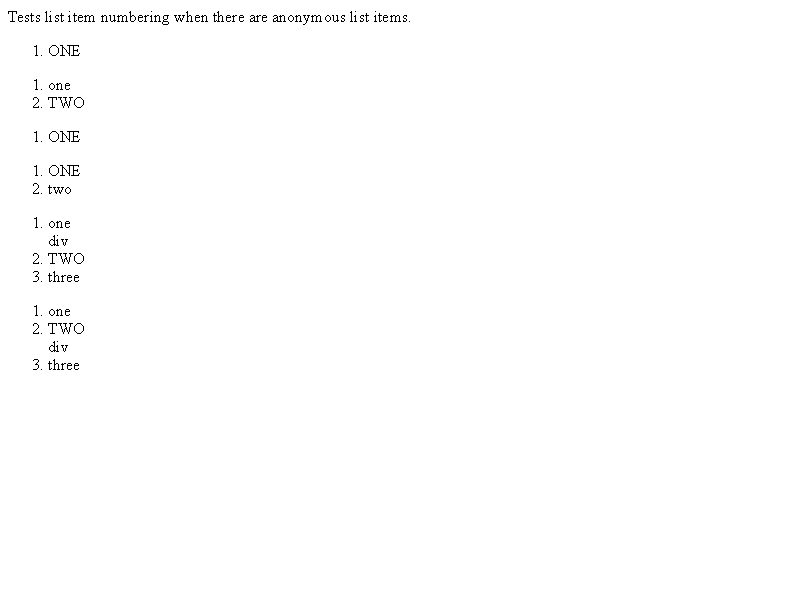 Tests list item numbering when there are anonymous list items.
1. ONE
1. one
2. TWO
1. ONE
1. ONE
2. two
1. one
div
2. TWO
3. three
1. one
2. TWO
div
3. three